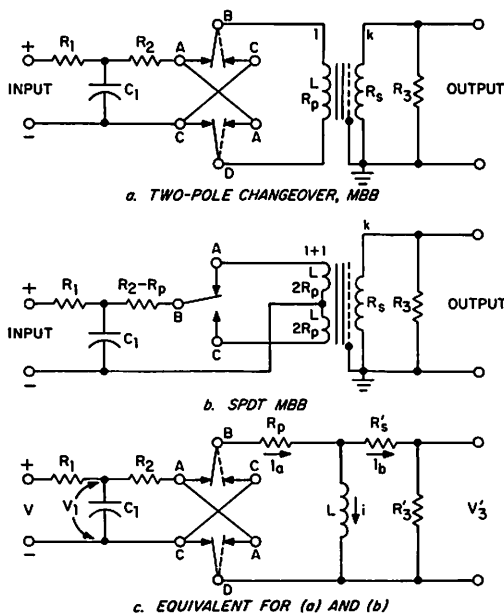 B
l
k
+
R1
R2
A
C
L
Rp
Rs
R3
INPUT
C1
OUTPUT
–
C
A
D
a. TWO-POLE CHANGEOVER, MBB
k
A
1+1
+
R1
R2–Rp
B
L
2Rp
Rs
R3
INPUT
C1
L
2Rp
OUTPUT
–
C
b. SPDT MBB
B
Rp
R's
Ia
Ib
+
R1
R2
A
C
V
V1
C1
L
i
R'3
V'3
–
C
A
D
c. EQUIVALENT FOR (a) AND (b)